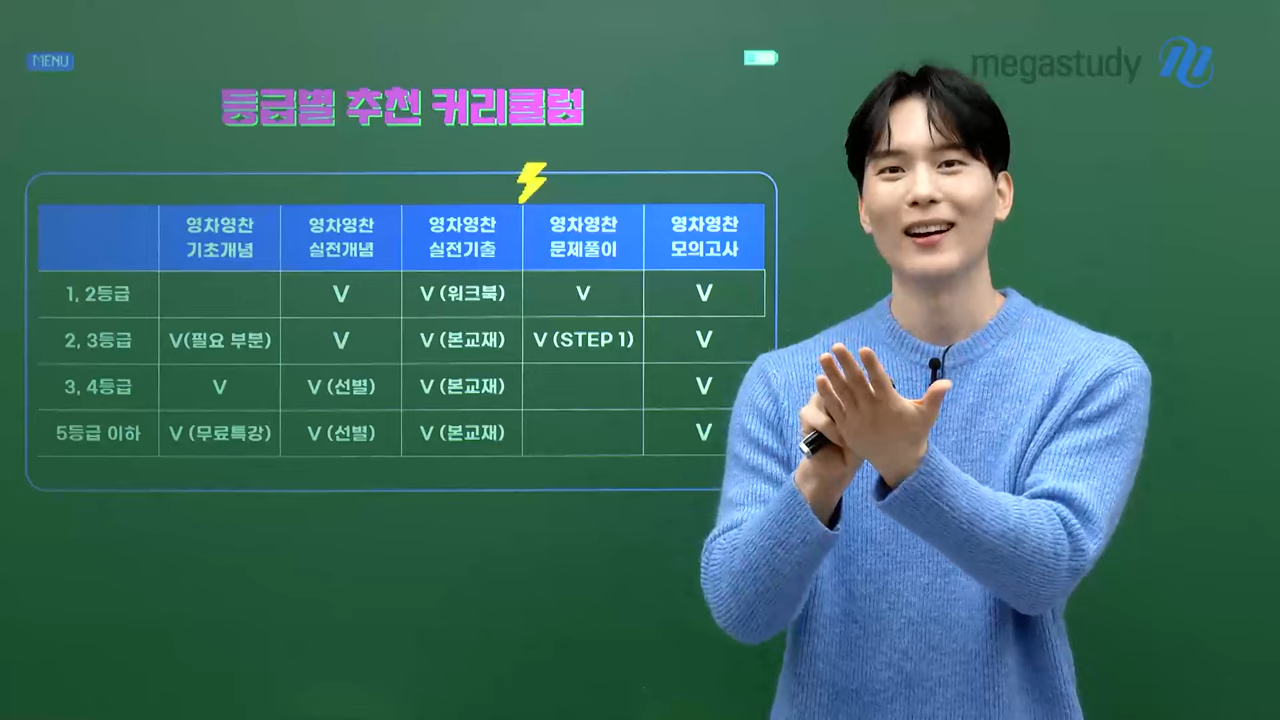 MENU
megastudy
등급별 추천 커리큘럼
영차영찬 기초개념 영차영찬 실전개념 영차영찬 실전기출 영차영찬 문제풀이 영차영찬 모의고사
1, 2등급 V V (워크북) V V
2, 3등급 V(필요 부분) V V (본교재) V (STEP 1) V
3, 4등급 V V (선별) V (본교재) V
5등급 이하 V (무료특강) V (선별) V (본교재) V